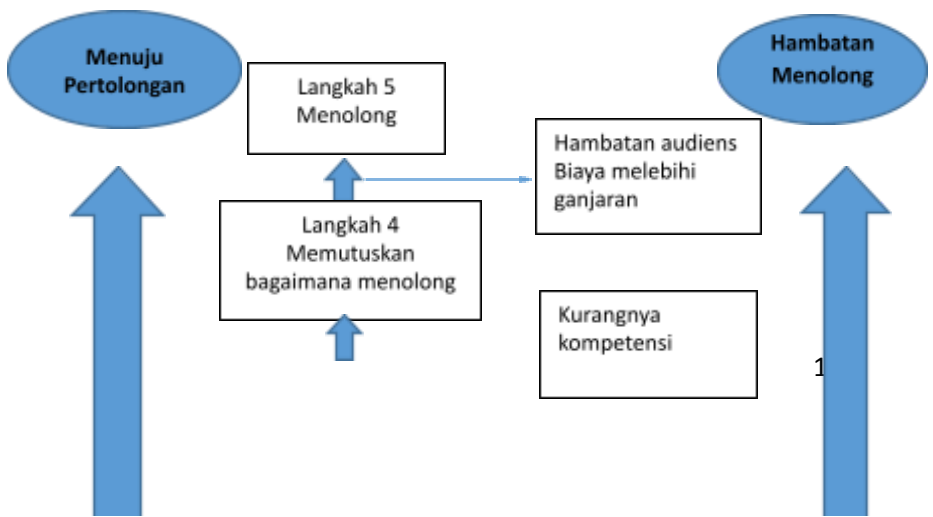 Menuju
Pertolongan
Langkah 5
Menolong
Hambatan
Menolong
Hambatan audiens
Biaya melebihi
ganjaran
Langkah 4
Memutuskan
bagaimana menolong
Kurangnya
kompetensi
1